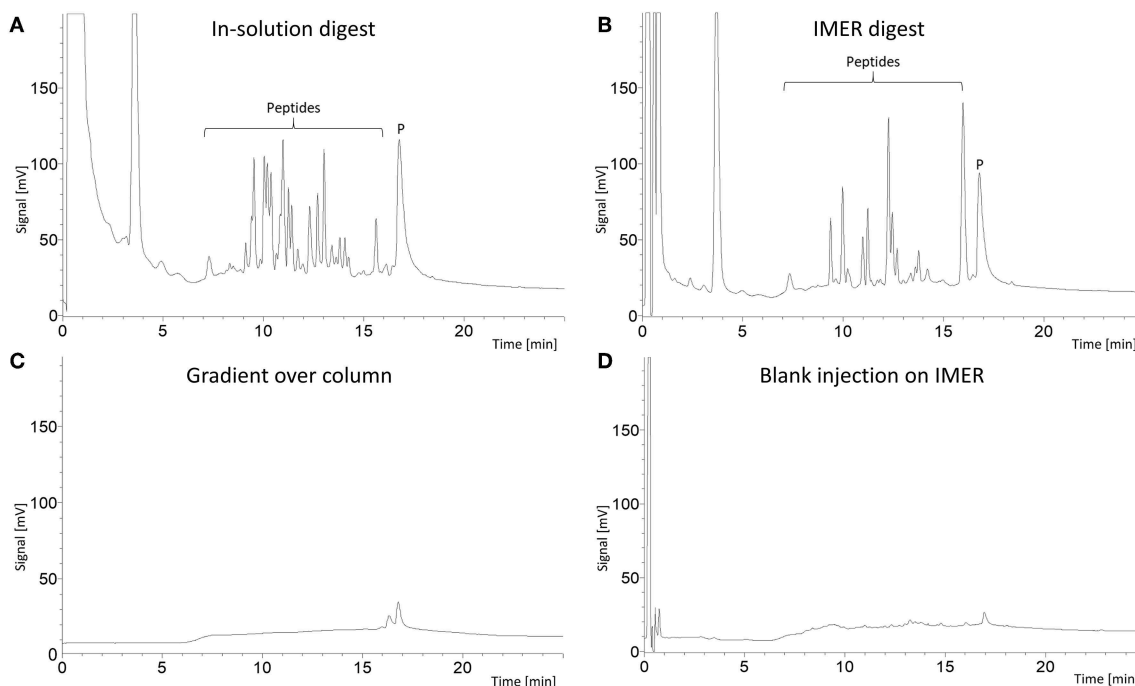 A
In-solution digest
Signal [mV]
150
100
50
0
Peptides
P
0 5 10 15 20
Time [min]
B
IMER digest
Signal [mV]
150
100
50
0
Peptides
P
0 5 10 15 20
Time [min]
C
Gradient over column
Signal [mV]
150
100
50
0
0 5 10 15 20
Time [min]
D
Blank injection on IMER
Signal [mV]
150
100
50
0
0 5 10 15 20
Time [min]